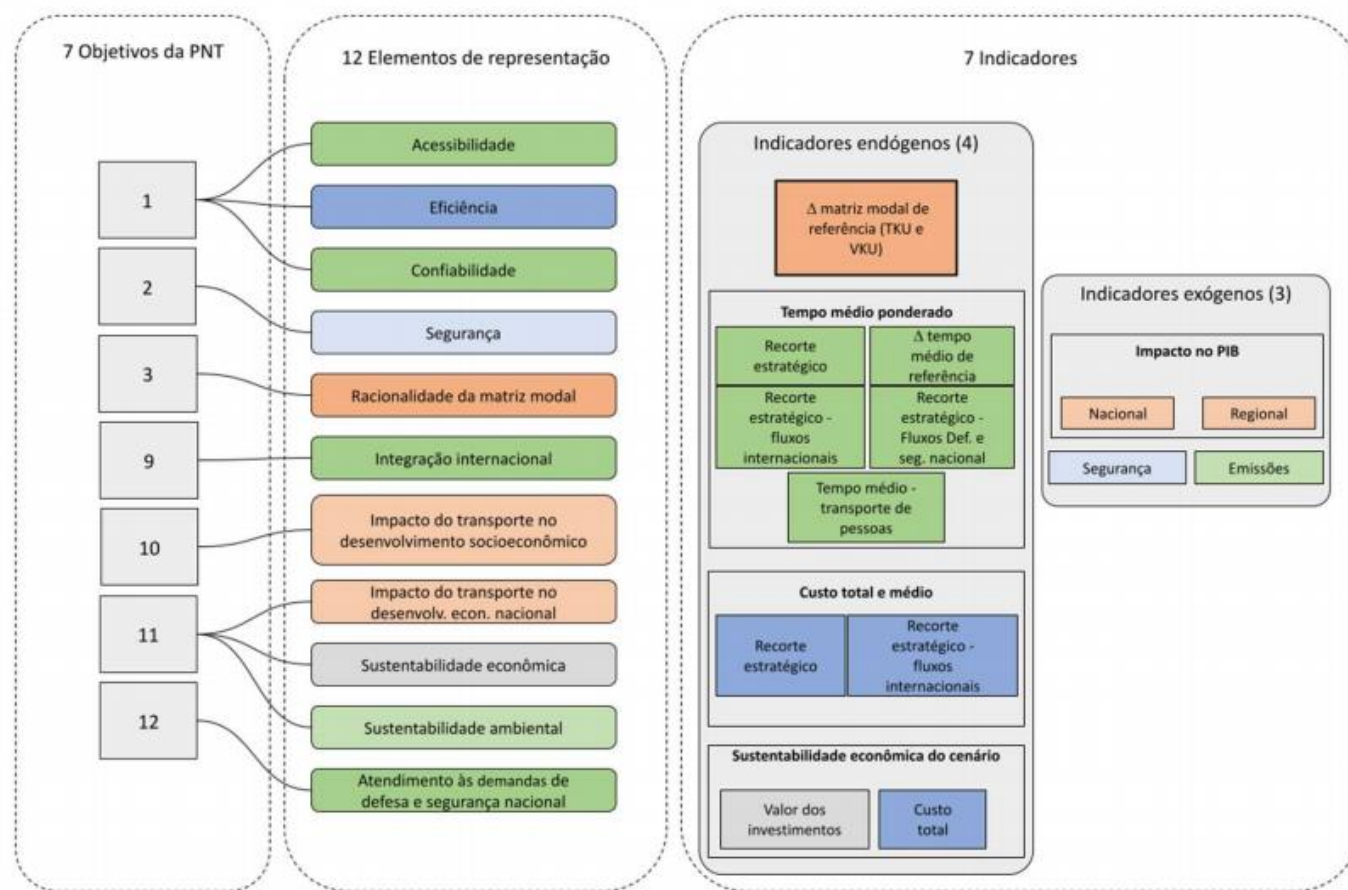 7 Objetivos da PNT
1
2
3
9
10
11
12
12 Elementos de representação
Acessibilidade
Eficiência
Confiabilidade
Segurança
Racionalidade da matriz modal
Integração internacional
Impacto do transporte no
desenvolvimento socioeconômico
Impacto do transporte no
desenvolv. econ. nacional
Sustentabilidade econômica
Sustentabilidade ambiental
Atendimento às demandas de
defesa e segurança nacional
7 Indicadores
Indicadores endógenos (4)
Δ matriz modal de
referência (TKU e
VKU)
Tempo médio ponderado
Recorte
estratégico
Δ tempo
médio de
referência
Recorte
estratégico -
fluxos
internacionais
Recorte
estratégico -
Fluxos Def. e
seg. nacional
Tempo médio -
transporte de
pessoas
Custo total e médio
Recorte
estratégico
Recorte
estratégico -
fluxos
internacionais
Sustentabilidade econômica do cenário
Valor dos
investimentos
Custo
total
Indicadores exógenos (3)
Impacto no PIB
Nacional
Regional
Segurança
Emissões